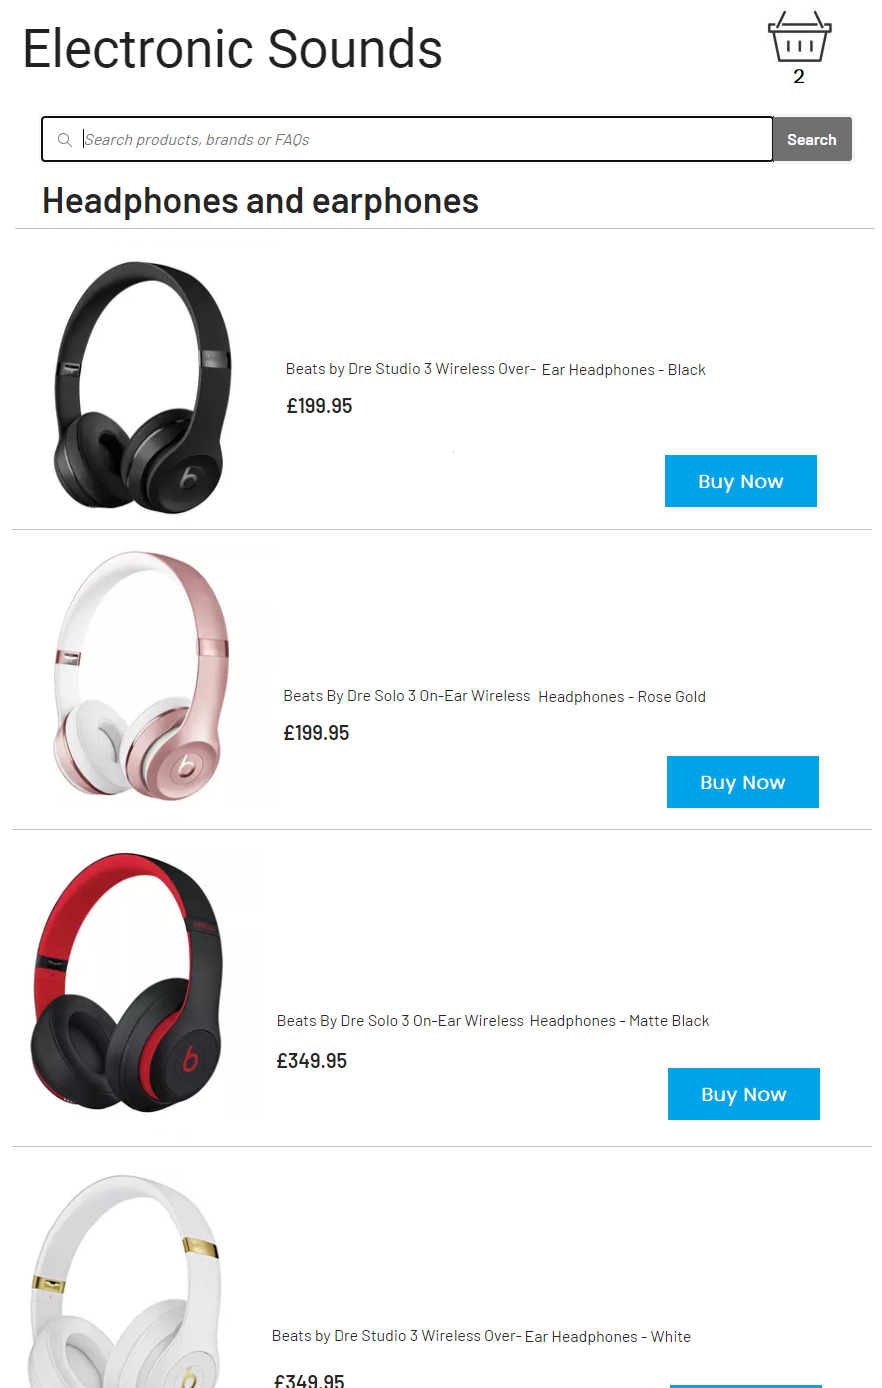 Electronic Sounds
2
Search products, brands or FAQs
Search
Headphones and earphones
Beats by Dre Studio 3 Wireless Over- Ear Headphones - Black
£199.95
Buy Now
Beats By Dre Solo 3 On-Ear Wireless Headphones - Rose Gold
£199.95
Buy Now
Beats By Dre Solo 3 On-Ear Wireless Headphones - Matte Black
£349.95
Buy Now
Beats by Dre Studio 3 Wireless Over- Ear Headphones - White
£349.95